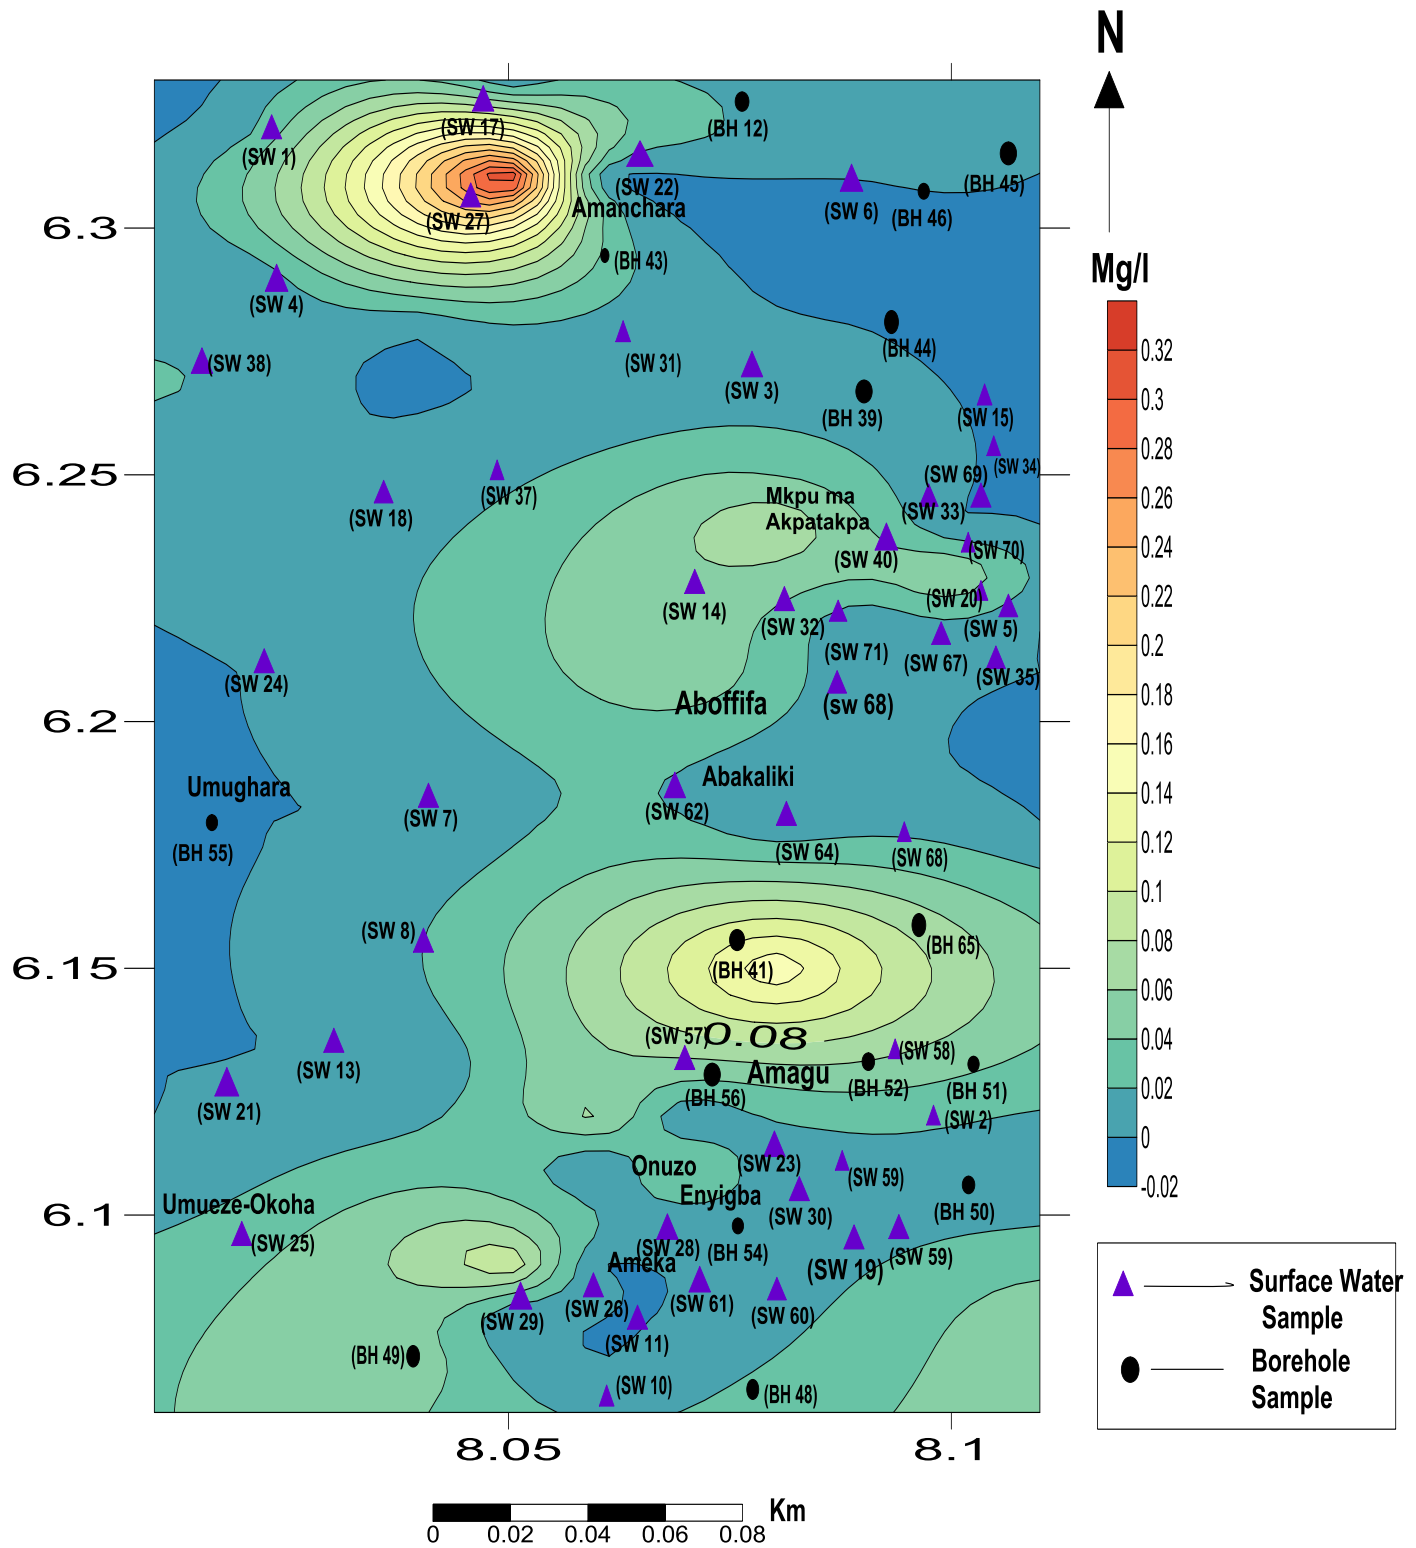 N
(SW 17)
(BH 12)
(SW 1)
(SW 22)
(BH 45)
(SW 27)
Amanchara
(SW 6)
(BH 46)
6.3
(BH 43)
Mg/l
(SW 4)
(BH 44)
(SW 38)
(SW 31)
(SW 3)
(BH 39)
(SW 15)
0.32
0.3
0.28
0.26
0.24
0.22
0.2
0.18
0.16
0.14
0.12
0.1
0.08
0.06
0.04
0.02
0
-0.02
6.25
(SW 34)
(SW 69)
(SW 37)
(SW 18)
Mkpu ma
Akpatakpa
(SW 33)
(SW 40)
(SW 70)
(SW 14)
(SW 20)
(SW 32)
(SW 5)
(SW 71)
(SW 67)
(SW 35)
(SW 24)
(SW 68)
Aboffifa
6.2
Umughara
Abakaliki
(SW 7)
(SW 62)
(BH 55)
(SW 64)
(SW 68)
(SW 8)
(BH 65)
6.15
(BH 41)
(SW 57)
0.08
(SW 58)
(SW 13)
Amagu
(BH 52)
(BH 51)
(BH 56)
(SW 21)
(SW 2)
(SW 23)
Onuzo
(SW 59)
Enyigba
Umueze-Okoha
(SW 30)
(BH 50)
6.1
(SW 25)
(SW 28)
(BH 54)
Ameka
(SW 19)
(SW 59)
(SW 26)
(SW 61)
(SW 60)
(SW 29)
(SW 11)
(BH 49)
(SW 10)
(BH 48)
Surface Water
Sample
Borehole
Sample
8.05
8.1
Km
0 0.02 0.04 0.06 0.08